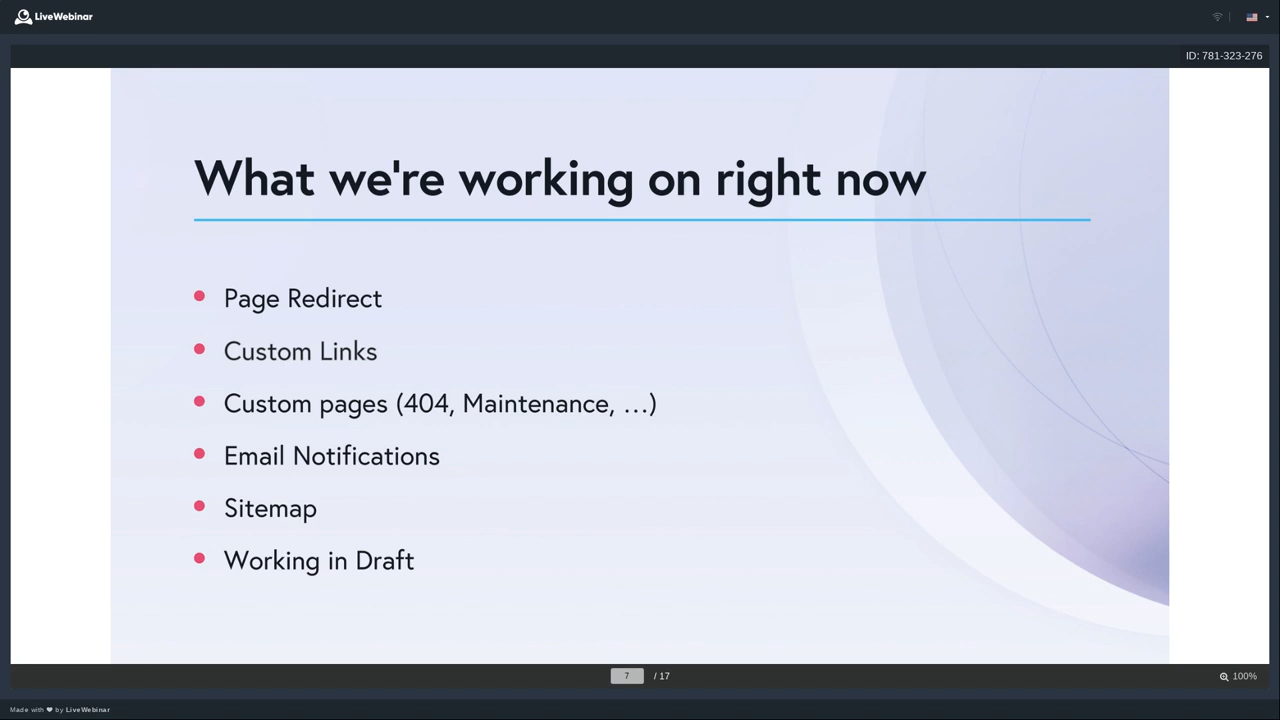 LiveWebinar
ID: 781-323-276
What we're working on right now
Page Redirect
Custom Links
Custom pages (404, Maintenance, ...)
Email Notifications
Sitemap
Working in Draft
7 / 17
100%
Made with ❤ by LiveWebinar